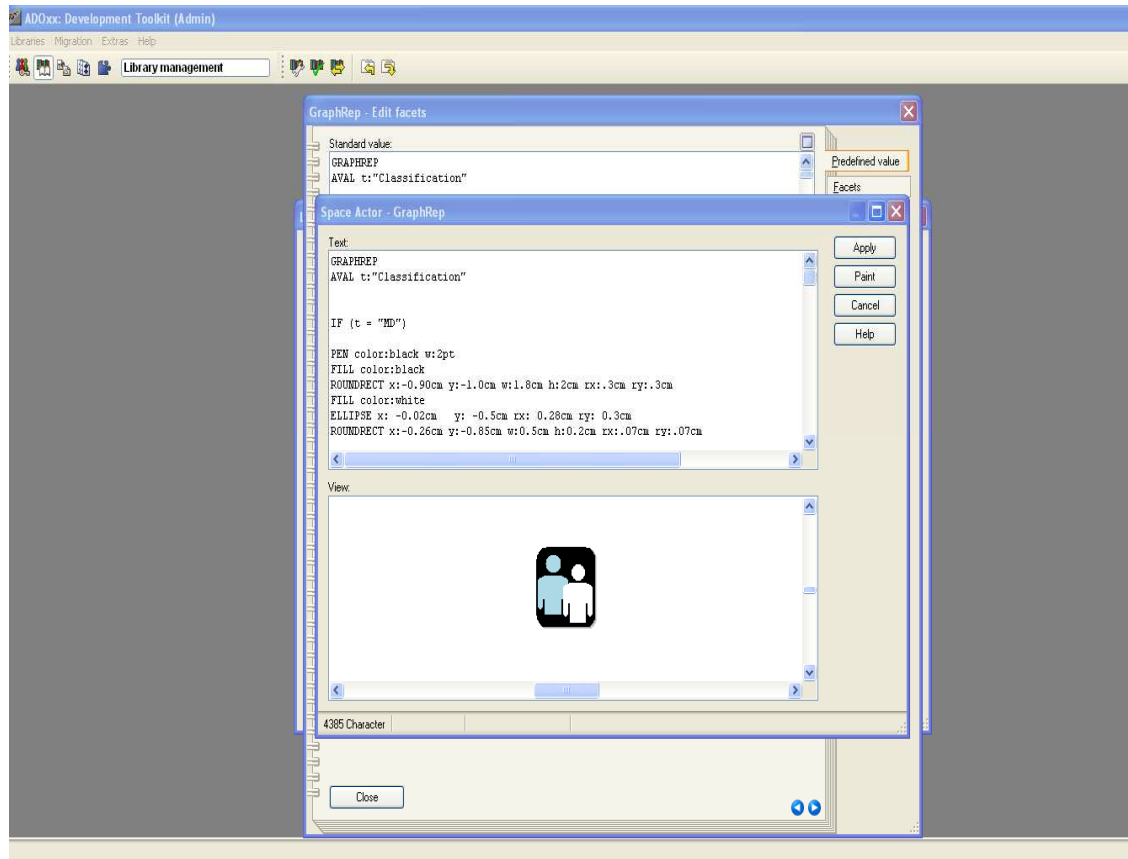 ADOxx: Development Toolkit (Admin)
Libraries Migration Extras Help
Library management
GraphRep - Edit facets
Standard value:
GRAPHREP
AVAL t:"Classification"
Predefined value
Facets
Space Actor - GraphRep
Text:
GRAPHREP
AVAL t:"Classification"
IF (t = "MD")
PEN color:black w:2pt
FILL color:black
ROUNDRECT x:-0.90cm y:-1.0cm w:1.8cm h:2cm rx:.3cm ry:.3cm
FILL color:white
ELLIPSE x: -0.02cm y: -0.5cm rx: 0.28cm ry: 0.3cm
ROUNDRECT x:-0.26cm y:-0.85cm w:0.5cm h:0.2cm rx:.07cm ry:.07cm
Apply
Paint
Cancel
Help
View:
4385 Character
Close